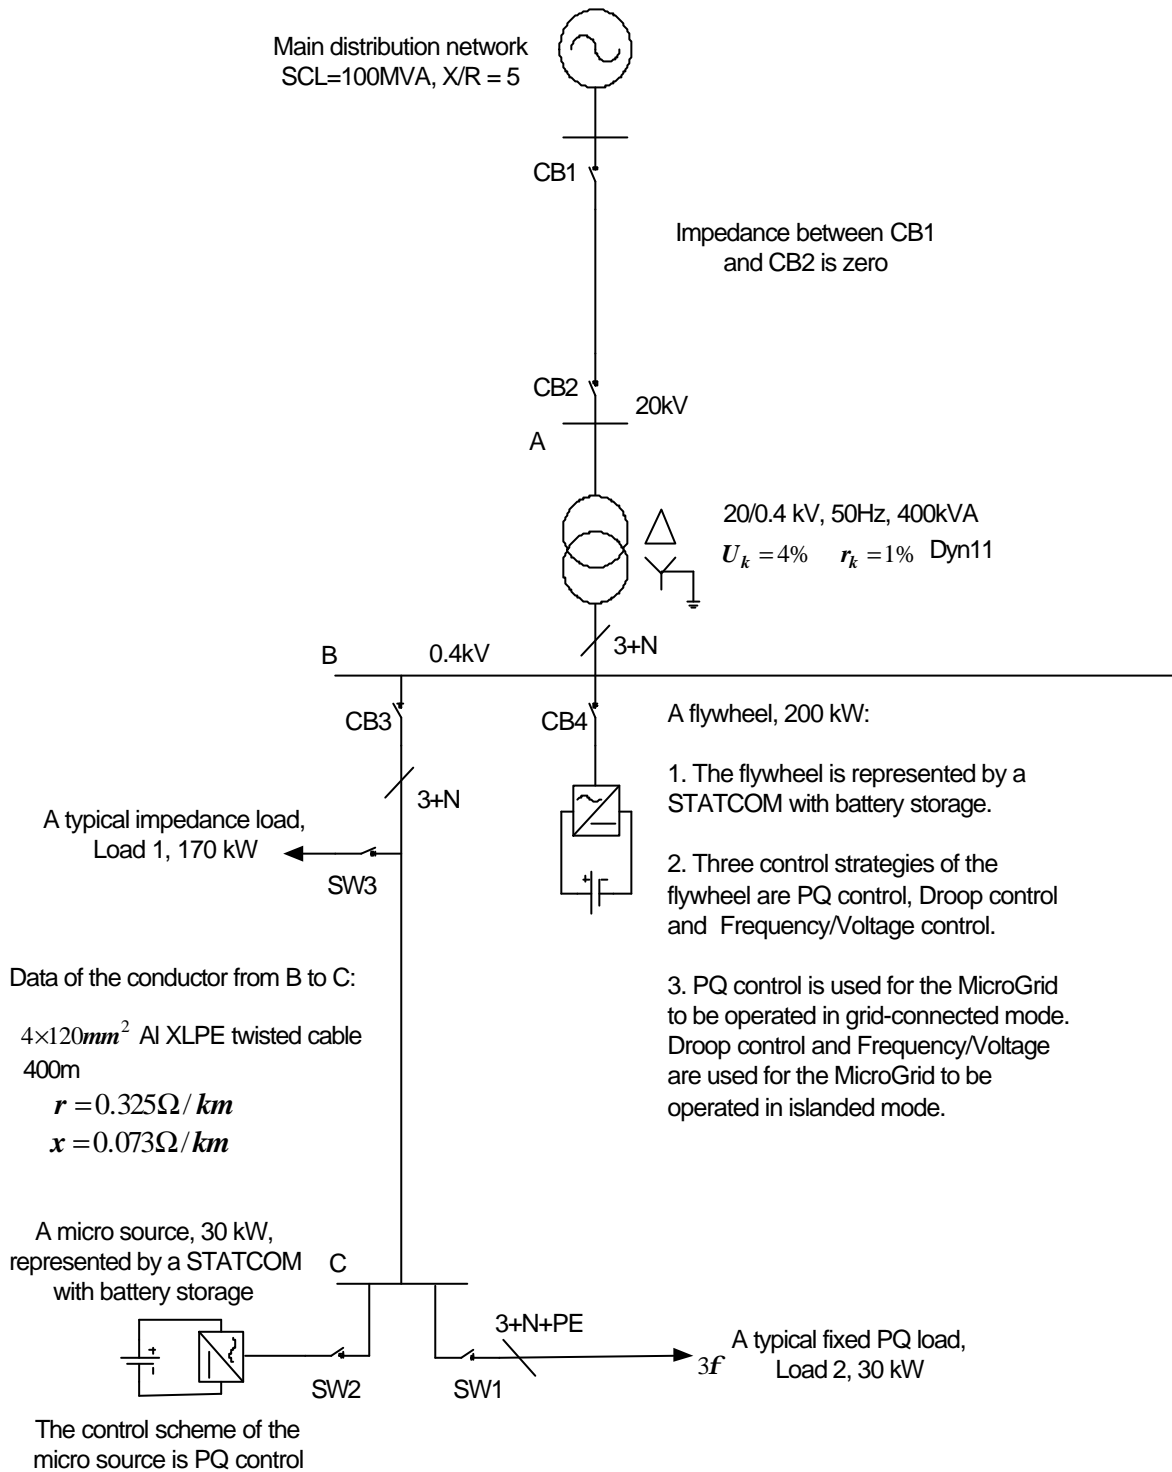 Main distribution network
SCL=100MVA, X/R = 5
CB1
Impedance between CB1
and CB2 is zero
CB2
20kV
A
20/0.4 kV, 50Hz, 400kVA
U_k = 4% r_k = 1% Dyn11
3+N
B
0.4kV
CB3
CB4
3+N
A flywheel, 200 kW:
1. The flywheel is represented by a
STATCOM with battery storage.
2. Three control strategies of the
flywheel are PQ control, Droop control
and Frequency/Voltage control.
3. PQ control is used for the MicroGrid
to be operated in grid-connected mode.
Droop control and Frequency/Voltage
are used for the MicroGrid to be
operated in islanded mode.
A typical impedance load,
Load 1, 170 kW
SW3
Data of the conductor from B to C:
4×120mm² Al XLPE twisted cable
400m
r = 0.325Ω/km
x = 0.073Ω/km
A micro source, 30 kW,
represented by a STATCOM
with battery storage
C
3+N+PE
SW2
SW1
3f
A typical fixed PQ load,
Load 2, 30 kW
The control scheme of the
micro source is PQ control